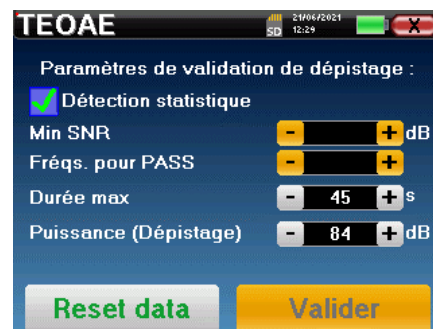 TEOAE
SD
21/06/2021
12:29
X
Paramètres de validation de dépistage :
Détection statistique
Min SNR - + dB
Fréqs. pour PASS - +
Durée max - 45 + s
Puissance (Dépistage) - 84 + dB
Reset data
Valider